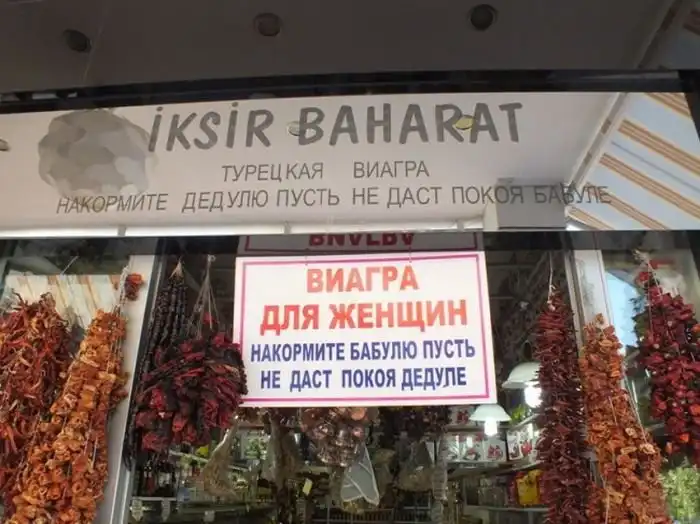 iKSiR BAHARAT
ТУРЕЦКАЯ ВИАГРА
НАКОРМИТЕ ДЕДУЛЮ ПУСТЬ НЕ ДАСТ ПОКОЯ БАБУЛЕ
ВИАГРА
ДЛЯ ЖЕНЩИН
НАКОРМИТЕ БАБУЛЮ ПУСТЬ
НЕ ДАСТ ПОКОЯ ДЕДУЛЕ